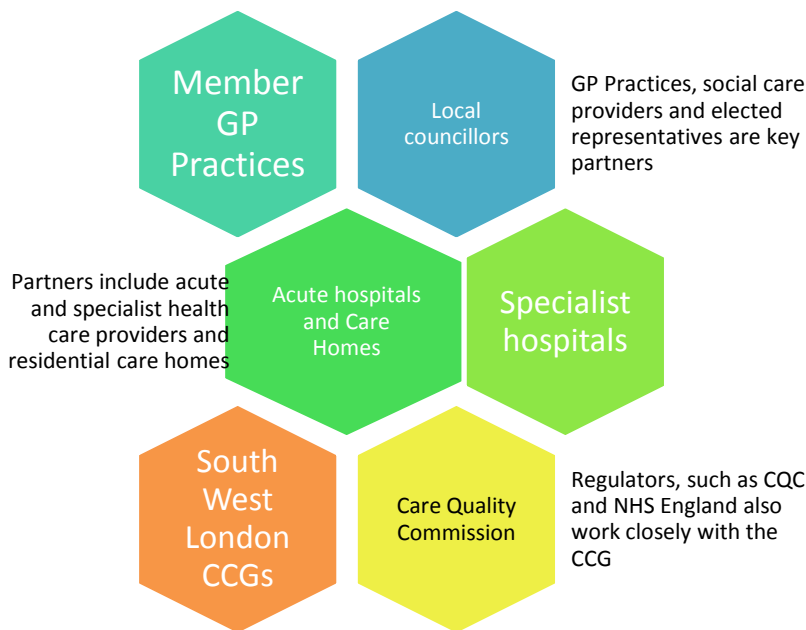 Member
GP
Practices
Local
councillors
GP Practices, social care
providers and elected
representatives are key
partners
Partners include acute
and specialist health
care providers and
residential care homes
Acute hospitals
and Care
Homes
Specialist
hospitals
South
West
London
CCGs
Care Quality
Commission
Regulators, such as CQC
and NHS England also
work closely with the
CCG